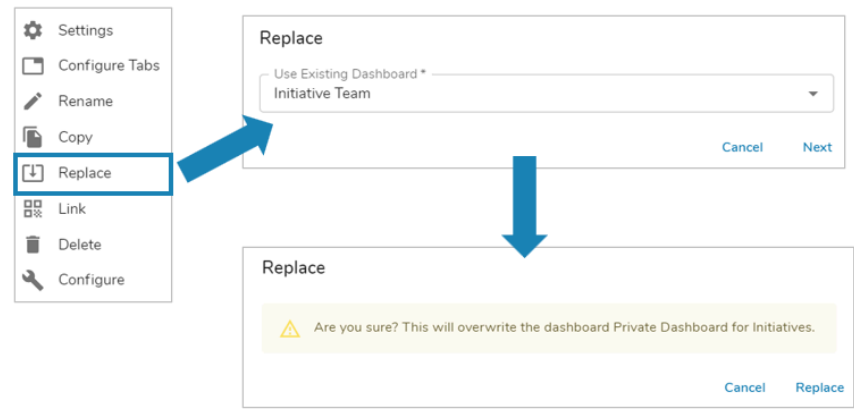 Settings
Configure Tabs
Rename
Copy
Replace
Link
Delete
Configure
Replace
Use Existing Dashboard *
Initiative Team
Cancel Next
Replace
Are you sure? This will overwrite the dashboard Private Dashboard for Initiatives.
Cancel Replace